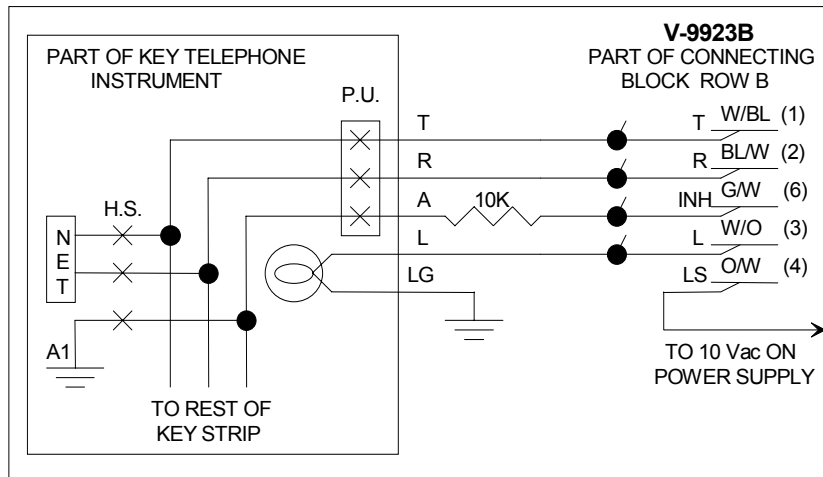 V-9923B
PART OF KEY TELEPHONE
INSTRUMENT
PART OF CONNECTING
BLOCK ROW B
P.U.
T
T
W/BL
(1)
R
R
BL/W
(2)
H.S.
A
10K
INH
G/W
(6)
NET
L
L
W/O
(3)
LG
LS
O/W
(4)
A1
TO REST OF
KEY STRIP
TO 10 Vac ON
POWER SUPPLY